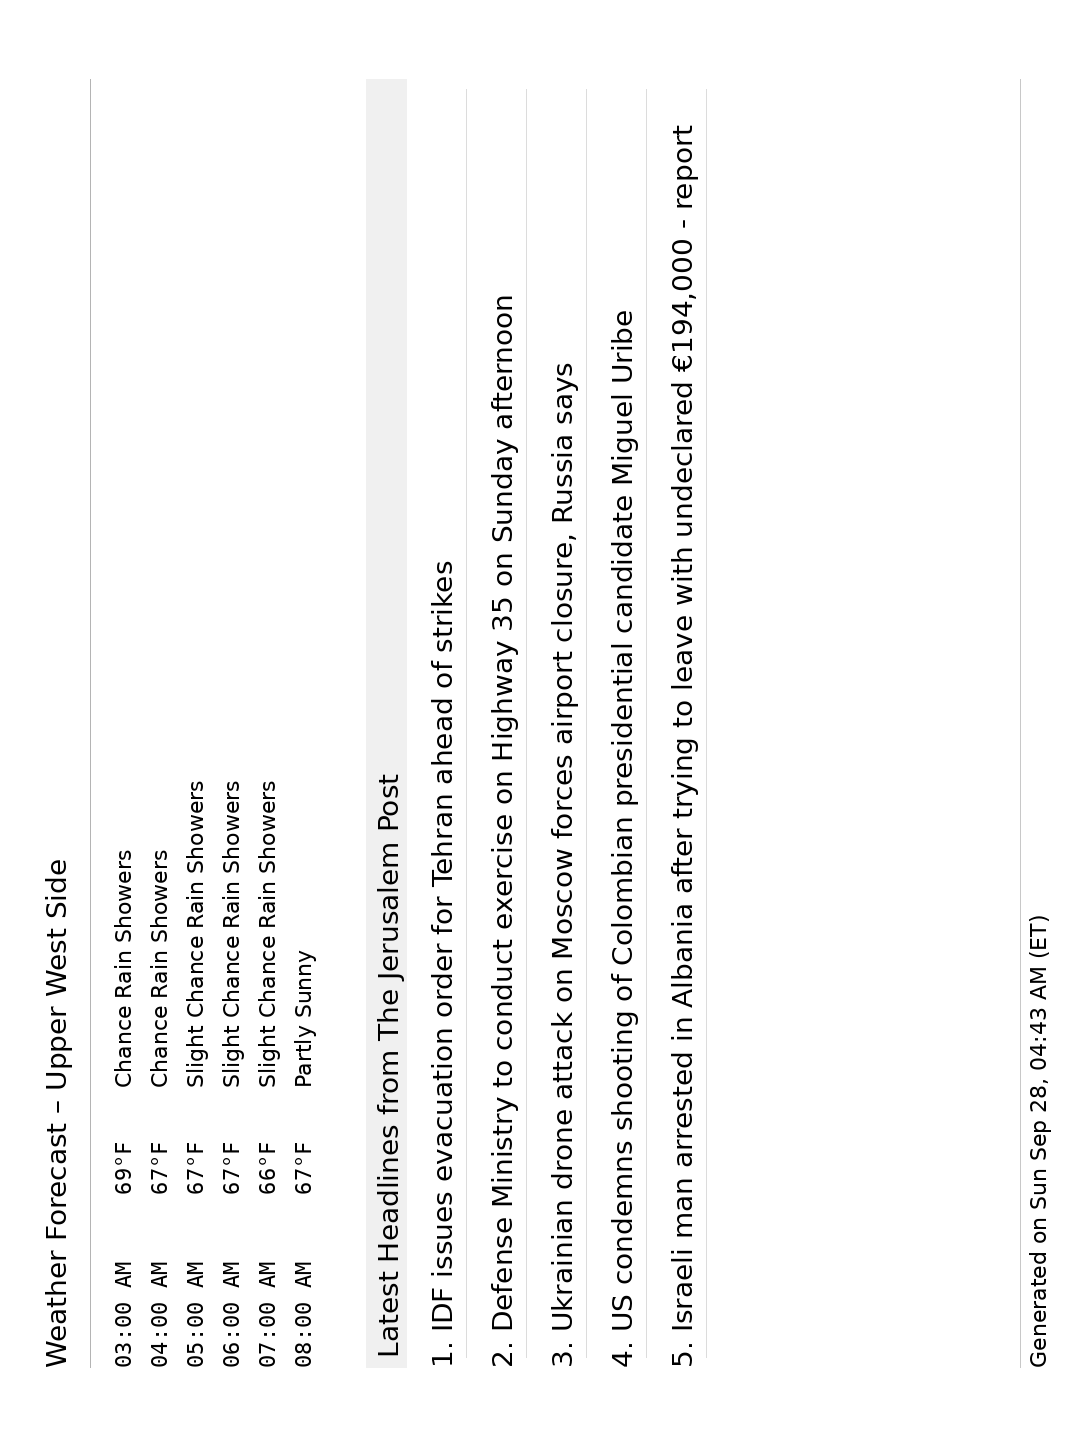 Weather Forecast – Upper West Side
03:00 AM 69°F Chance Rain Showers
04:00 AM 67°F Chance Rain Showers
05:00 AM 67°F Slight Chance Rain Showers
06:00 AM 67°F Slight Chance Rain Showers
07:00 AM 66°F Slight Chance Rain Showers
08:00 AM 67°F Partly Sunny
Latest Headlines from The Jerusalem Post
1. IDF issues evacuation order for Tehran ahead of strikes
2. Defense Ministry to conduct exercise on Highway 35 on Sunday afternoon
3. Ukrainian drone attack on Moscow forces airport closure, Russia says
4. US condemns shooting of Colombian presidential candidate Miguel Uribe
5. Israeli man arrested in Albania after trying to leave with undeclared €194,000 - report
Generated on Sun Sep 28, 04:43 AM (ET)